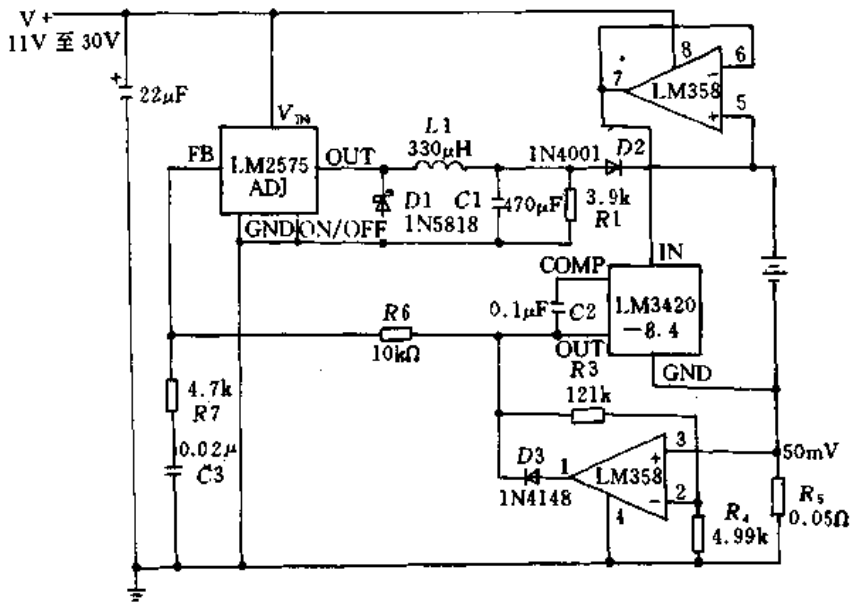 V +
11V 至 30V
+
22μF
VIN
FB
LM2575
ADJ
OUT
GND
ON/OFF
L1
330μH
D1
1N5818
C1
470μF
1N4001
D2
3.9k
R1
8
7
6
5
−
+
LM358
IN
COMP
LM3420
−8.4
0.1μF
C2
OUT
GND
R6
10kΩ
R3
121k
4.7k
R7
0.02μ
C3
D3
1N4148
1
3
+
LM358
−
2
4
50mV
R5
0.05Ω
R4
4.99k